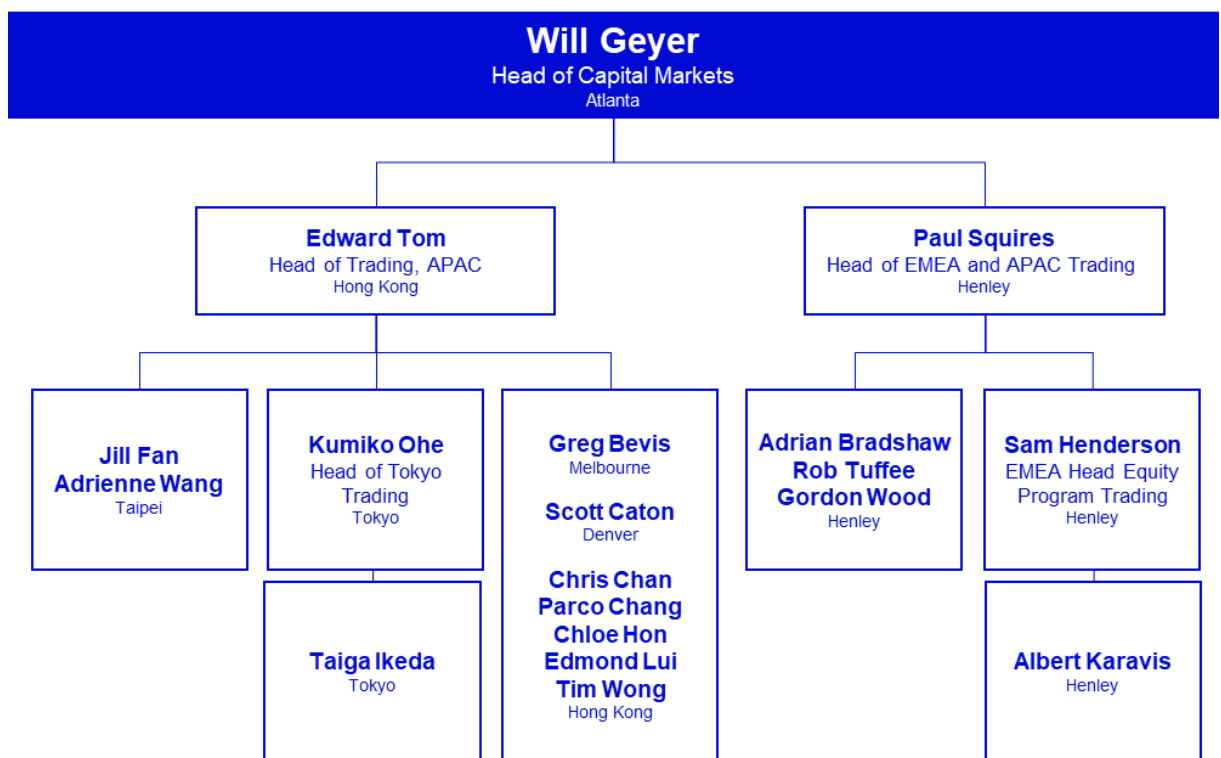 Will Geyer
Head of Capital Markets
Atlanta
Edward Tom
Head of Trading, APAC
Hong Kong
Paul Squires
Head of EMEA and APAC Trading
Henley
Jill Fan
Adrienne Wang
Taipei
Kumiko Ohe
Head of Tokyo
Trading
Tokyo
Taiga Ikeda
Tokyo
Greg Bevis
Melbourne
Scott Caton
Denver
Chris Chan
Parco Chang
Chloe Hon
Edmond Lui
Tim Wong
Hong Kong
Adrian Bradshaw
Rob Tuffee
Gordon Wood
Henley
Sam Henderson
EMEA Head Equity
Program Trading
Henley
Albert Karavis
Henley